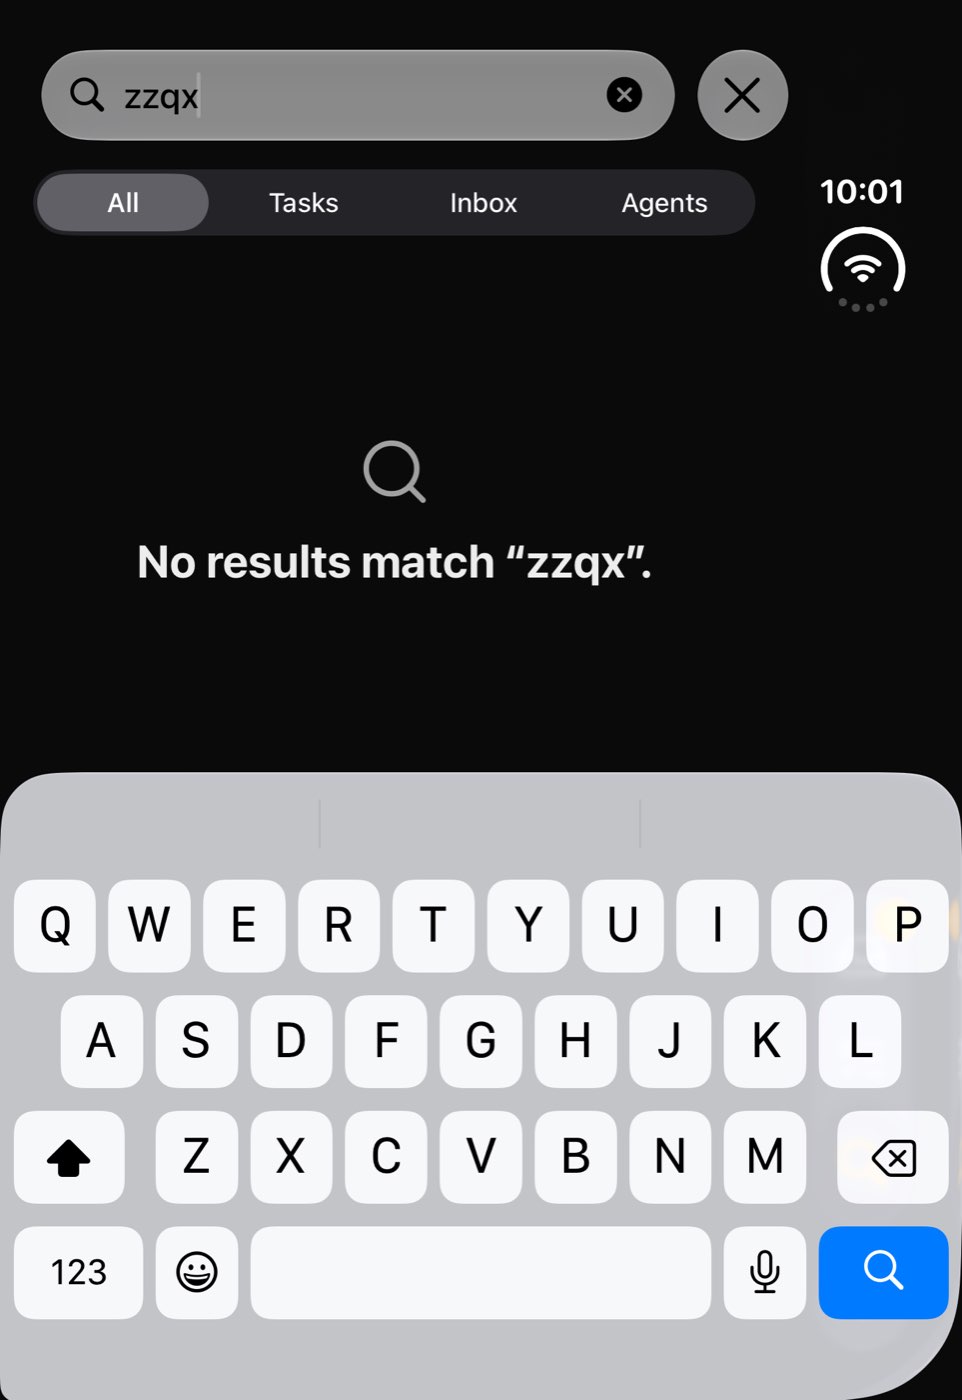 zzqx
All Tasks Inbox Agents
10:01
No results match “zzqx”.
Q W E R T Y U I O P
A S D F G H J K L
Z X C V B N M
123